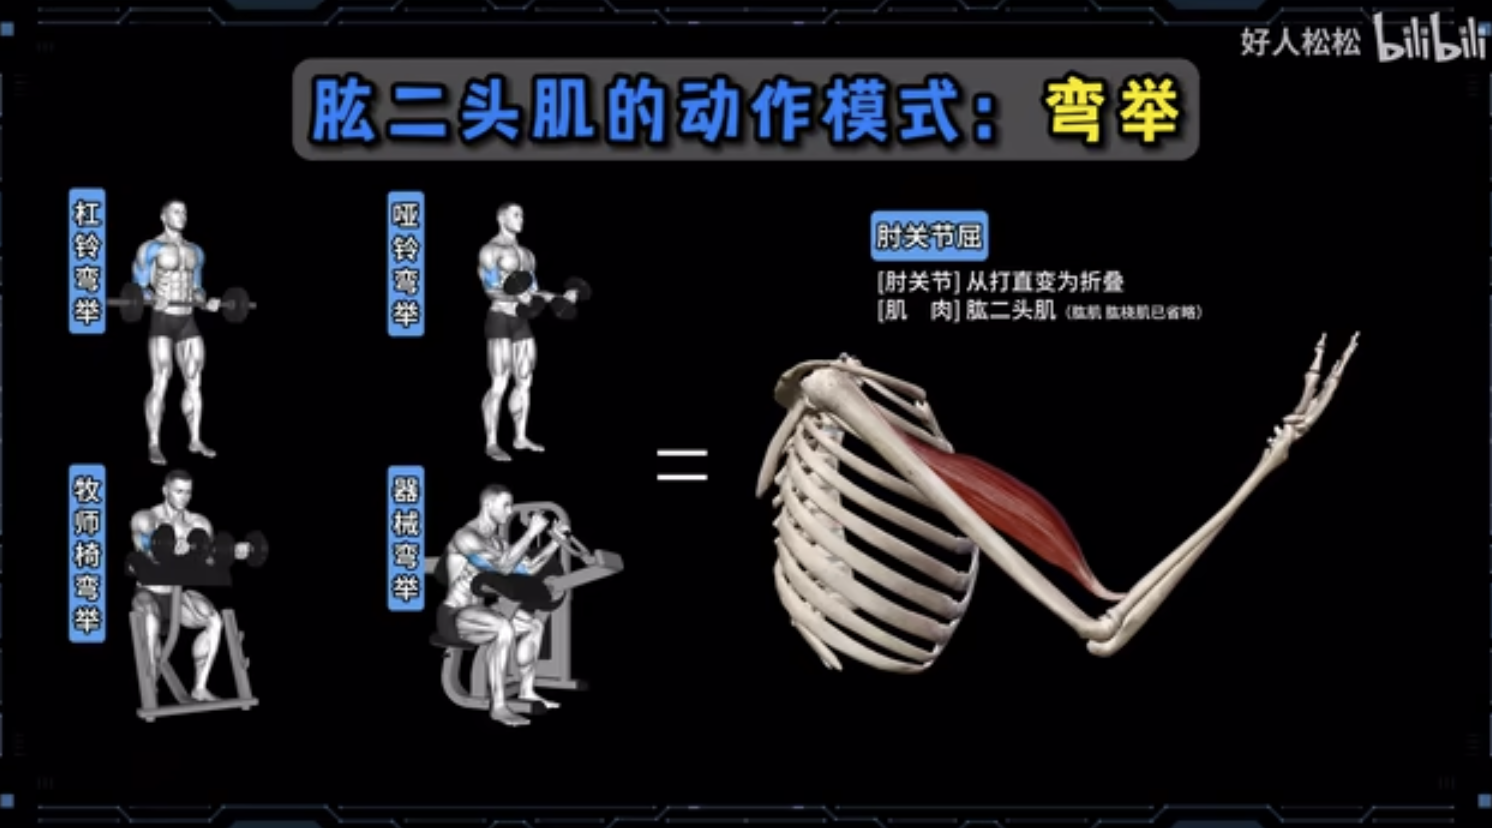 好人松松 bilibili
肱二头肌的动作模式：弯举
杠铃弯举
哑铃弯举
肘关节屈
[肘关节] 从打直变为折叠
[肌　肉] 肱二头肌（肱肌 肱桡肌已省略）
牧师椅弯举
器械弯举
=